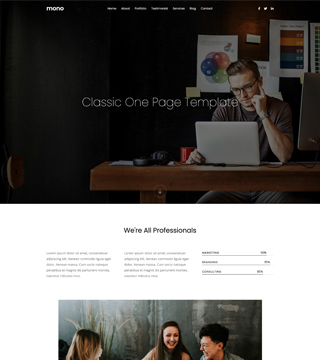 mono
Home About Portfolio Testimonial Services Blog Contact
Classic One Page Template
We're All Professionals
Lorem ipsum dolor sit amet, consectetuer
adipiscing elit. Aenean commodo ligula eget
dolor. Aenean massa. Cum sociis natoque
penatibus et magnis dis parturient montes,
nascetur ridiculus mus.
Lorem ipsum dolor sit amet, consectetuer
adipiscing elit. Aenean commodo ligula eget
dolor. Aenean massa. Cum sociis natoque
penatibus et magnis dis parturient montes,
nascetur ridiculus mus.
MARKETING
BRANDING
CONSULTING